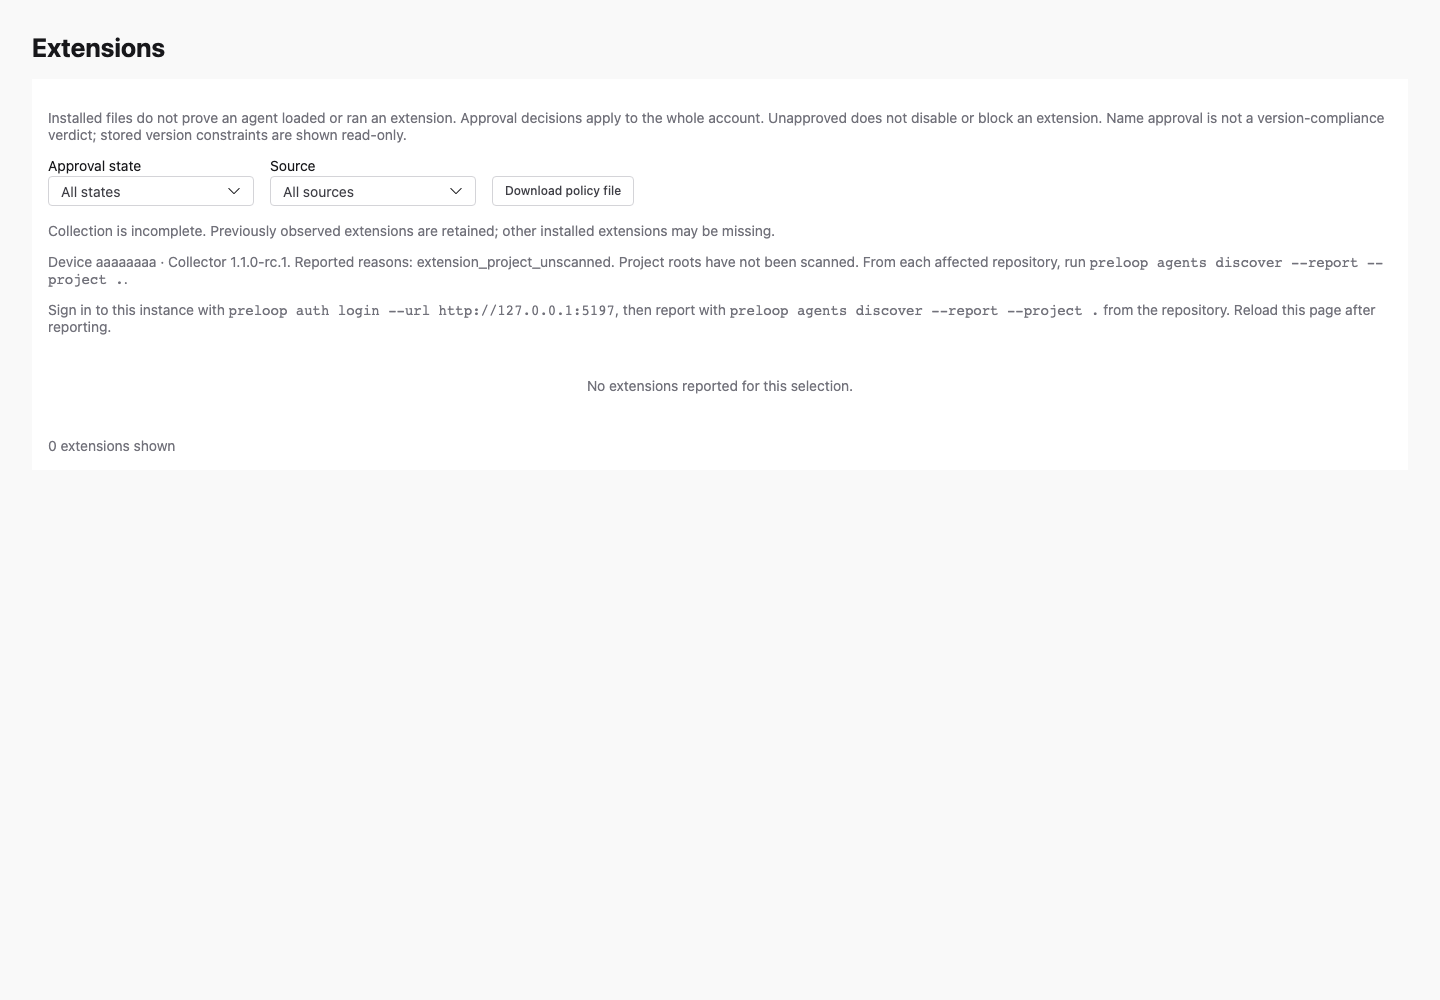 Extensions
Installed files do not prove an agent loaded or ran an extension. Approval decisions apply to the whole account. Unapproved does not disable or block an extension. Name approval is not a version-compliance
verdict; stored version constraints are shown read-only.
Approval state
Source
All states
All sources
Download policy file
Collection is incomplete. Previously observed extensions are retained; other installed extensions may be missing.
Device aaaaaaaa · Collector 1.1.0-rc.1. Reported reasons: extension_project_unscanned. Project roots have not been scanned. From each affected repository, run preloop agents discover --report --
project ..
Sign in to this instance with preloop auth login --url http://127.0.0.1:5197, then report with preloop agents discover --report --project . from the repository. Reload this page after
reporting.
No extensions reported for this selection.
0 extensions shown